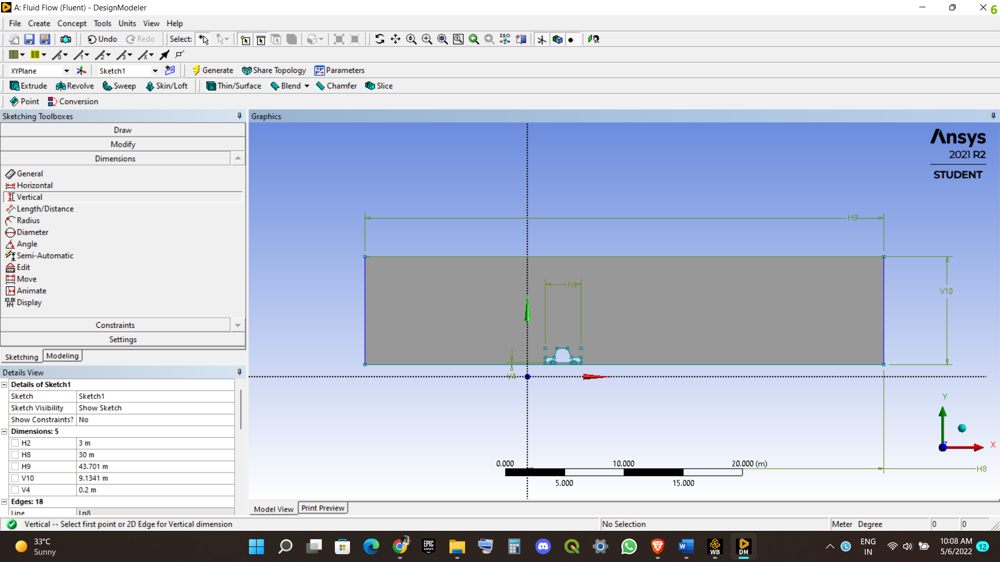 A: Fluid Flow (Fluent) - DesignModeler
6
File Create Concept Tools Units View Help
Undo Redo Select: ISO
XYPlane Sketch1 Generate Share Topology Parameters
Extrude Revolve Sweep Skin/Loft Thin/Surface Blend Chamfer Slice
Point Conversion
Sketching Toolboxes
Draw
Modify
Dimensions
General
Horizontal
Vertical
Length/Distance
Radius
Diameter
Angle
Semi-Automatic
Edit
Move
Animate
Display
Constraints
Settings
Sketching Modeling
Details View
Details of Sketch1
Sketch Sketch1
Sketch Visibility Show Sketch
Show Constraints? No
Dimensions: 5
H2 3 m
H8 30 m
H9 43.701 m
V10 9.1341 m
V4 0.2 m
Edges: 18
Line Ln8
Graphics
Ansys
2021 R2
STUDENT
H9
H2
V10
V4
Y
X
0.000 10.000 20.000 (m)
5.000 15.000
H8
Model View Print Preview
Vertical -- Select first point or 2D Edge for Vertical dimension No Selection Meter Degree 0 0
33°C
Sunny
EPIC
GAMES
WB
DM
ENG
IN
10:08 AM
5/6/2022
12